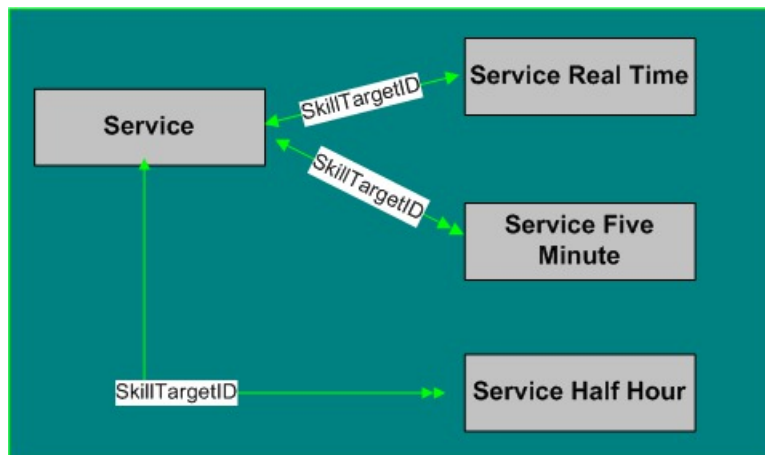 Service Real Time
SkillTargetID
Service
SkillTargetID
Service Five
Minute
SkillTargetID
Service Half Hour